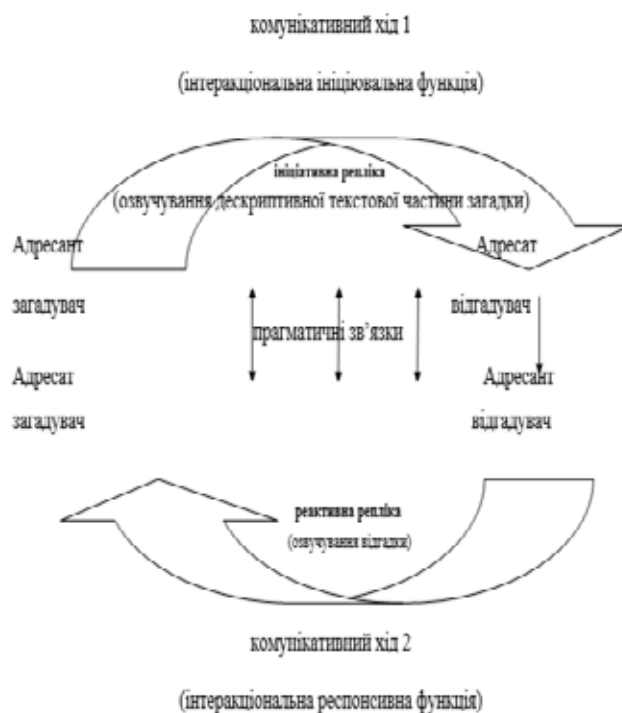 комунікативний хід 1
(інтеракціональна ініціювальна функція)
ініціативна репліка
(озвучування дескриптивної текстової частини загадки)
Адресант Адресат
загадувач відгадувач
прагматичні зв’язки
Адресат Адресант
загадувач відгадувач
реактивна репліка
(озвучування відгадки)
комунікативний хід 2
(інтеракціональна респонсивна функція)